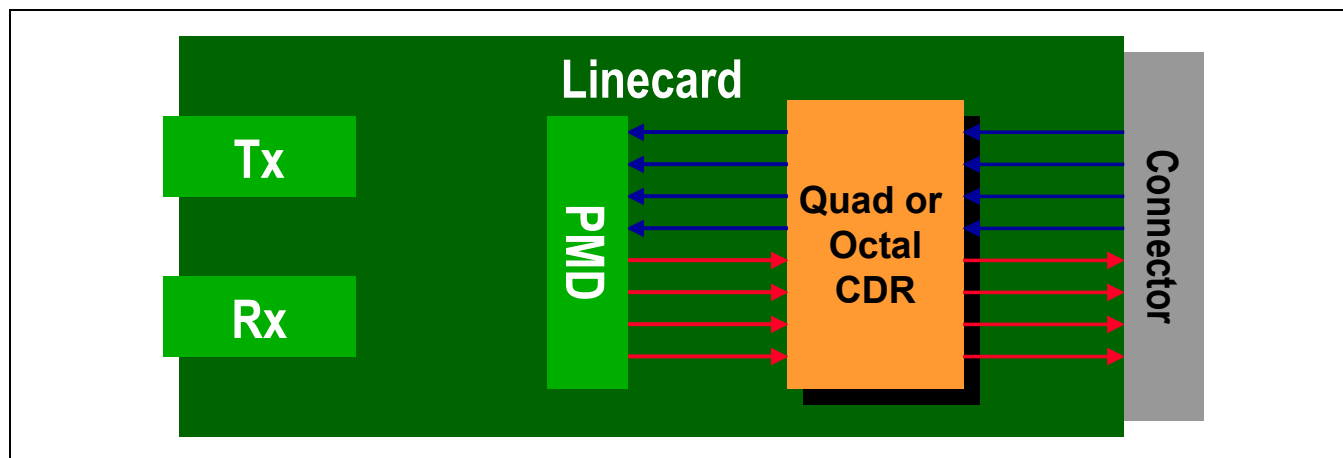 Linecard
Tx
Rx
PMD
Quad or
Octal
CDR
Connector